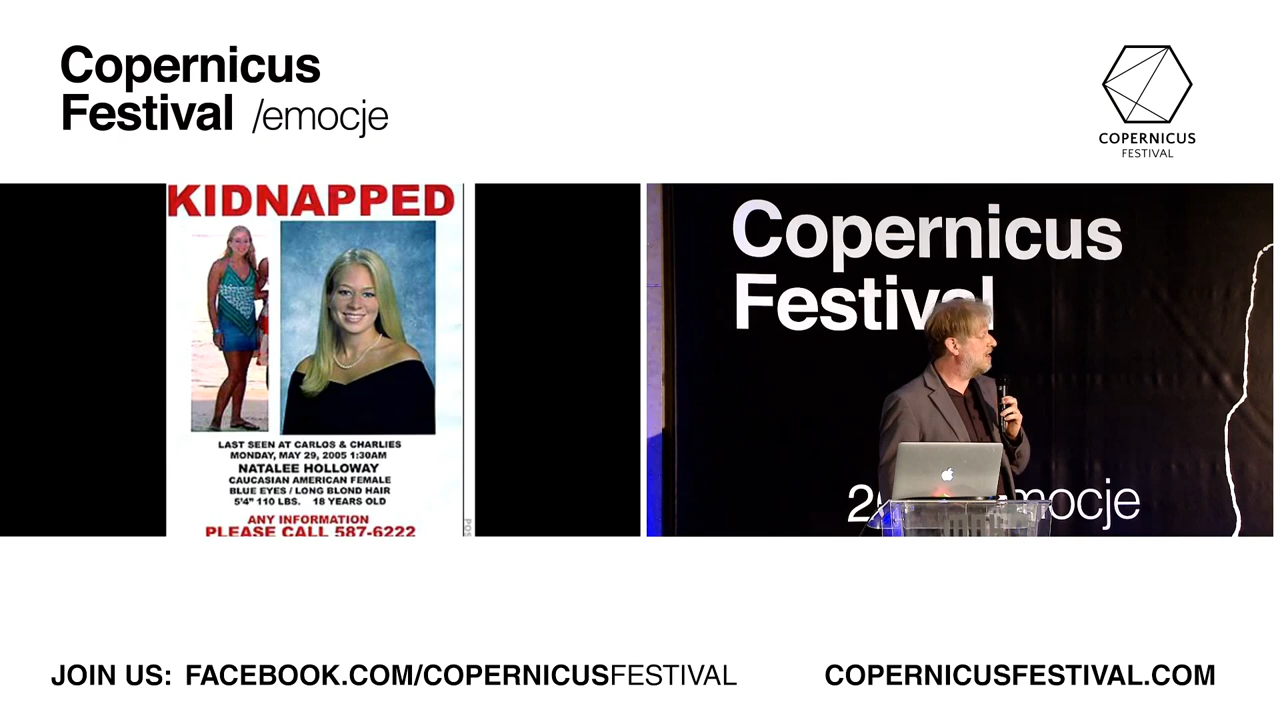 Copernicus
Festival /emocje
COPERNICUS
FESTIVAL
KIDNAPPED
LAST SEEN AT CARLOS & CHARLIES
MONDAY, MAY 29, 2005 1:30AM
NATALEE HOLLOWAY
CAUCASIAN AMERICAN FEMALE
BLUE EYES / LONG BLOND HAIR
5'4" 110 LBS. 18 YEARS OLD
ANY INFORMATION
PLEASE CALL 587-6222
Copernicus
Festival
JOIN US: FACEBOOK.COM/COPERNICUSFESTIVAL
COPERNICUSFESTIVAL.COM